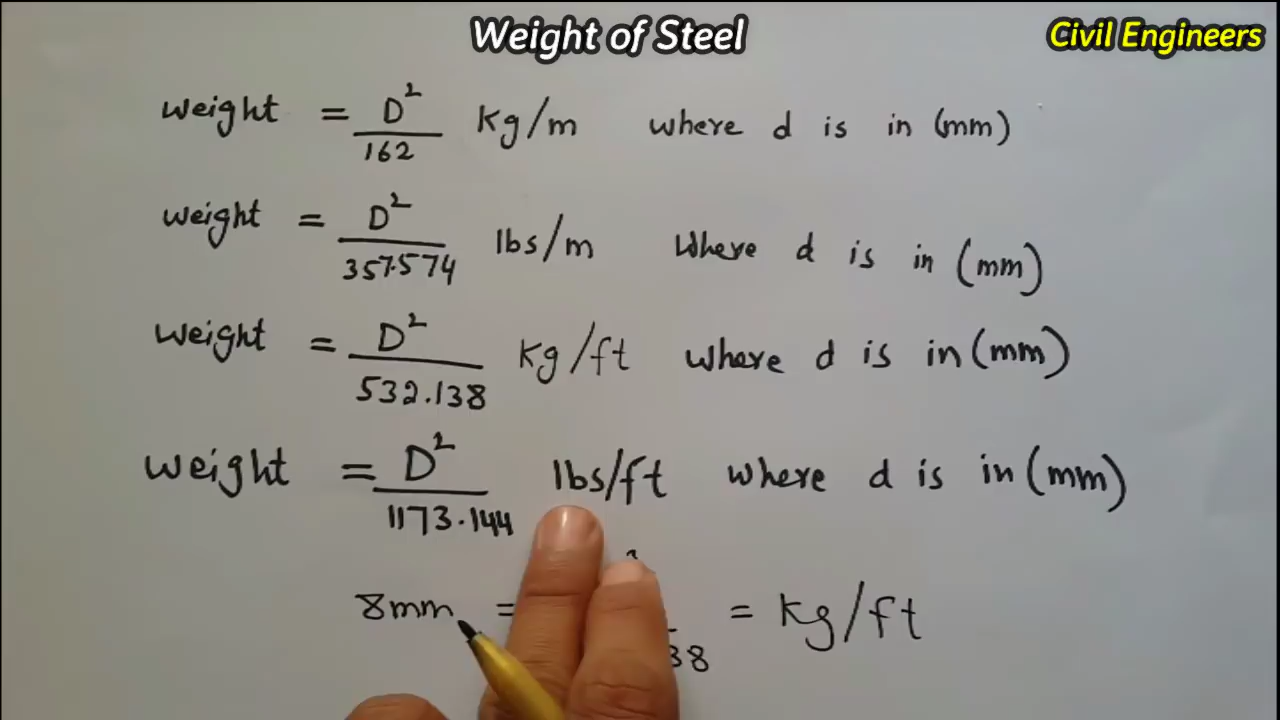 Weight of Steel
Civil Engineers
weight = D²/162 Kg/m where d is in (mm)
weight = D²/357.574 lbs/m Where d is in (mm)
weight = D²/532.138 Kg/ft where d is in (mm)
weight = D²/1173.144 lbs/ft where d is in (mm)
8mm = 38 = Kg/ft